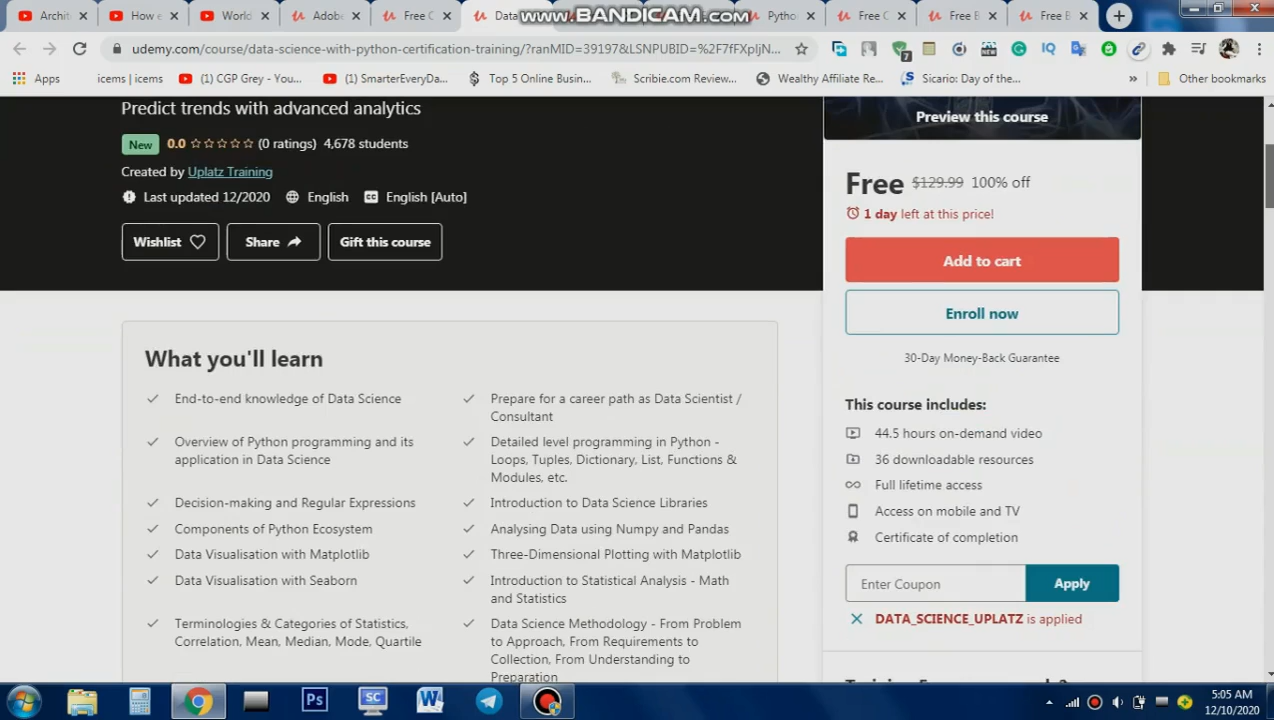 Archit
How e
World
Adobe
Free C
Data
www.BANDICAM.com
Pytho
Free C
Free B
Free B
udemy.com/course/data-science-with-python-certification-training/?ranMID=39197&LSNPUBID=%2F7fFXpljN...
Apps
icems | icems
(1) CGP Grey - You...
(1) SmarterEveryDa...
Top 5 Online Busin...
Scribie.com Review...
Wealthy Affiliate Re...
Sicario: Day of the...
»
Other bookmarks
Predict trends with advanced analytics
New 0.0 (0 ratings) 4,678 students
Created by Uplatz Training
Last updated 12/2020 English English [Auto]
Wishlist Share Gift this course
Preview this course
Free $129.99 100% off
1 day left at this price!
Add to cart
Enroll now
30-Day Money-Back Guarantee
This course includes:
44.5 hours on-demand video
36 downloadable resources
Full lifetime access
Access on mobile and TV
Certificate of completion
Enter Coupon Apply
DATA_SCIENCE_UPLATZ is applied
What you'll learn
End-to-end knowledge of Data Science
Prepare for a career path as Data Scientist /
Consultant
Overview of Python programming and its
application in Data Science
Detailed level programming in Python -
Loops, Tuples, Dictionary, List, Functions &
Modules, etc.
Decision-making and Regular Expressions
Introduction to Data Science Libraries
Components of Python Ecosystem
Analysing Data using Numpy and Pandas
Data Visualisation with Matplotlib
Three-Dimensional Plotting with Matplotlib
Data Visualisation with Seaborn
Introduction to Statistical Analysis - Math
and Statistics
Terminologies & Categories of Statistics,
Correlation, Mean, Median, Mode, Quartile
Data Science Methodology - From Problem
to Approach, From Requirements to
Collection, From Understanding to
Preparation
Ps
SC
W
5:05 AM
12/10/2020